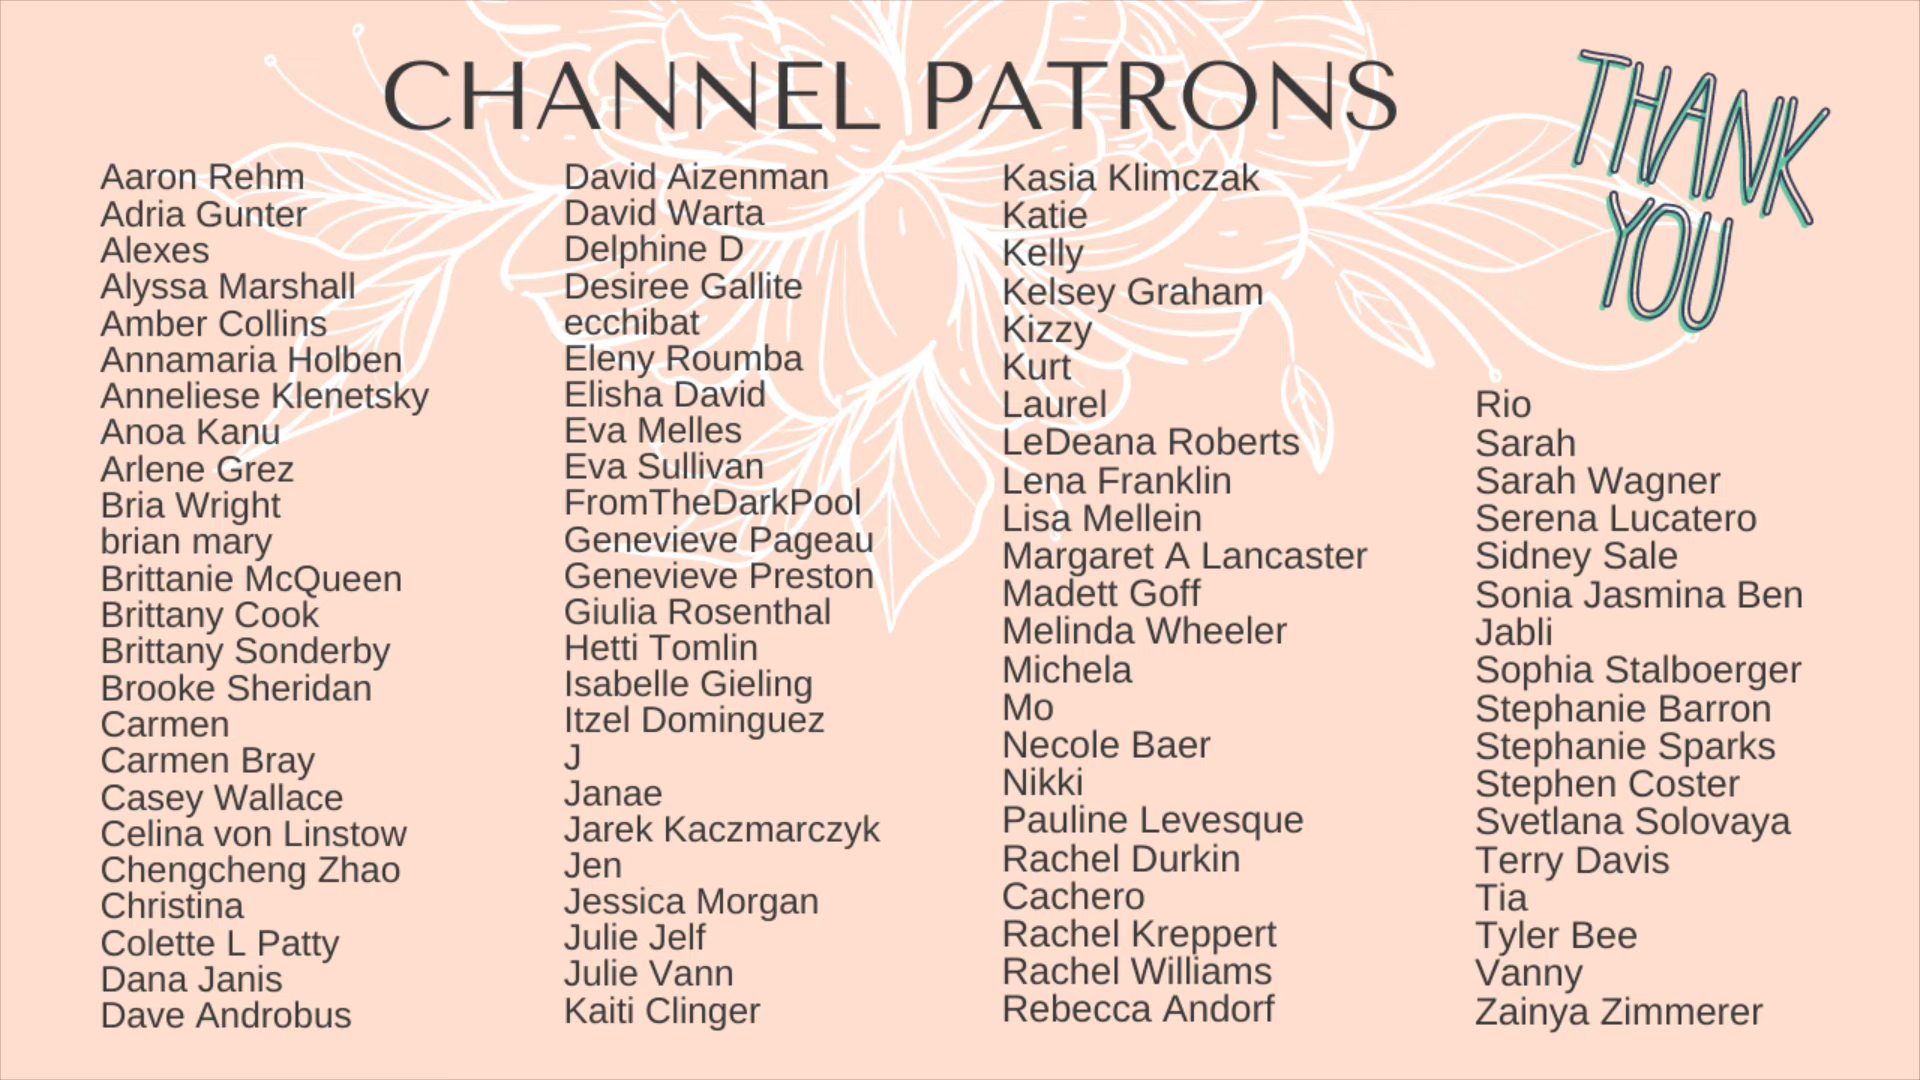 CHANNEL PATRONS
THANK
YOU
Aaron Rehm
Adria Gunter
Alexes
Alyssa Marshall
Amber Collins
Annamaria Holben
Anneliese Klenetsky
Anoa Kanu
Arlene Grez
Bria Wright
brian mary
Brittanie McQueen
Brittany Cook
Brittany Sonderby
Brooke Sheridan
Carmen
Carmen Bray
Casey Wallace
Celina von Linstow
Chengcheng Zhao
Christina
Colette L Patty
Dana Janis
Dave Androbus
David Aizenman
David Warta
Delphine D
Desiree Gallite
ecchibat
Eleny Roumba
Elisha David
Eva Melles
Eva Sullivan
FromTheDarkPool
Genevieve Pageau
Genevieve Preston
Giulia Rosenthal
Hetti Tomlin
Isabelle Gieling
Itzel Dominguez
J
Janae
Jarek Kaczmarczyk
Jen
Jessica Morgan
Julie Jelf
Julie Vann
Kaiti Clinger
Kasia Klimczak
Katie
Kelly
Kelsey Graham
Kizzy
Kurt
Laurel
LeDeana Roberts
Lena Franklin
Lisa Mellein
Margaret A Lancaster
Madett Goff
Melinda Wheeler
Michela
Mo
Necole Baer
Nikki
Pauline Levesque
Rachel Durkin
Cachero
Rachel Kreppert
Rachel Williams
Rebecca Andorf
Rio
Sarah
Sarah Wagner
Serena Lucatero
Sidney Sale
Sonia Jasmina Ben
Jabli
Sophia Stalboerger
Stephanie Barron
Stephanie Sparks
Stephen Coster
Svetlana Solovaya
Terry Davis
Tia
Tyler Bee
Vanny
Zainya Zimmerer